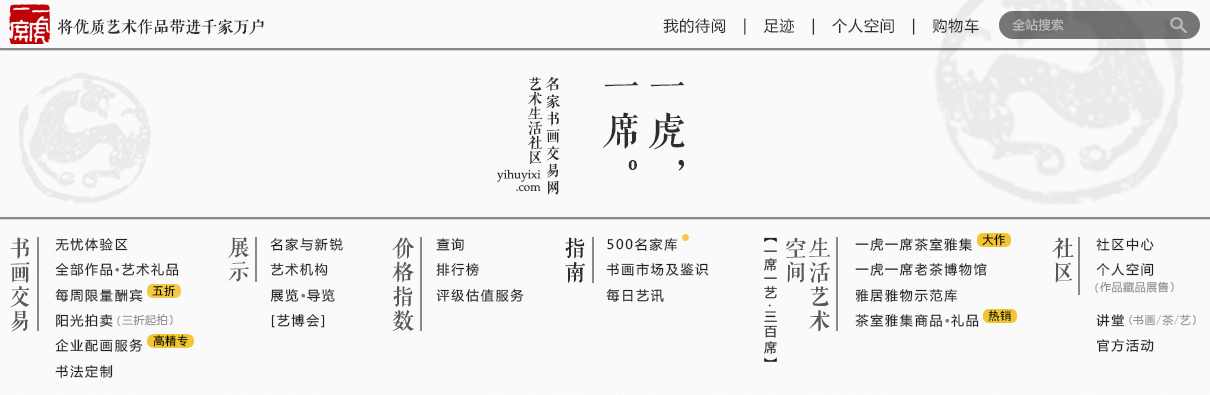 一虎一席
将优质艺术作品带进千家万户
我的待阅 | 足迹 | 个人空间 | 购物车
全站搜索
一虎，
一席。
名家书画交易网
艺术生活社区
yihuyixi
.com
书画交易
无忧体验区
全部作品•艺术礼品
每周限量酬宾 五折
阳光拍卖 (三折起拍)
企业配画服务 高精专
书法定制
展示
名家与新锐
艺术机构
展览•导览
[艺博会]
价格指数
查询
排行榜
评级估值服务
指南
500名家库
书画市场及鉴识
每日艺讯
【一席一艺·三百席】
生活艺术
空间
一虎一席茶室雅集 大作
一虎一席老茶博物馆
雅居雅物示范库
茶室雅集商品•礼品 热销
社区
社区中心
个人空间
(作品藏品展售)
讲堂 (书画/茶/艺)
官方活动